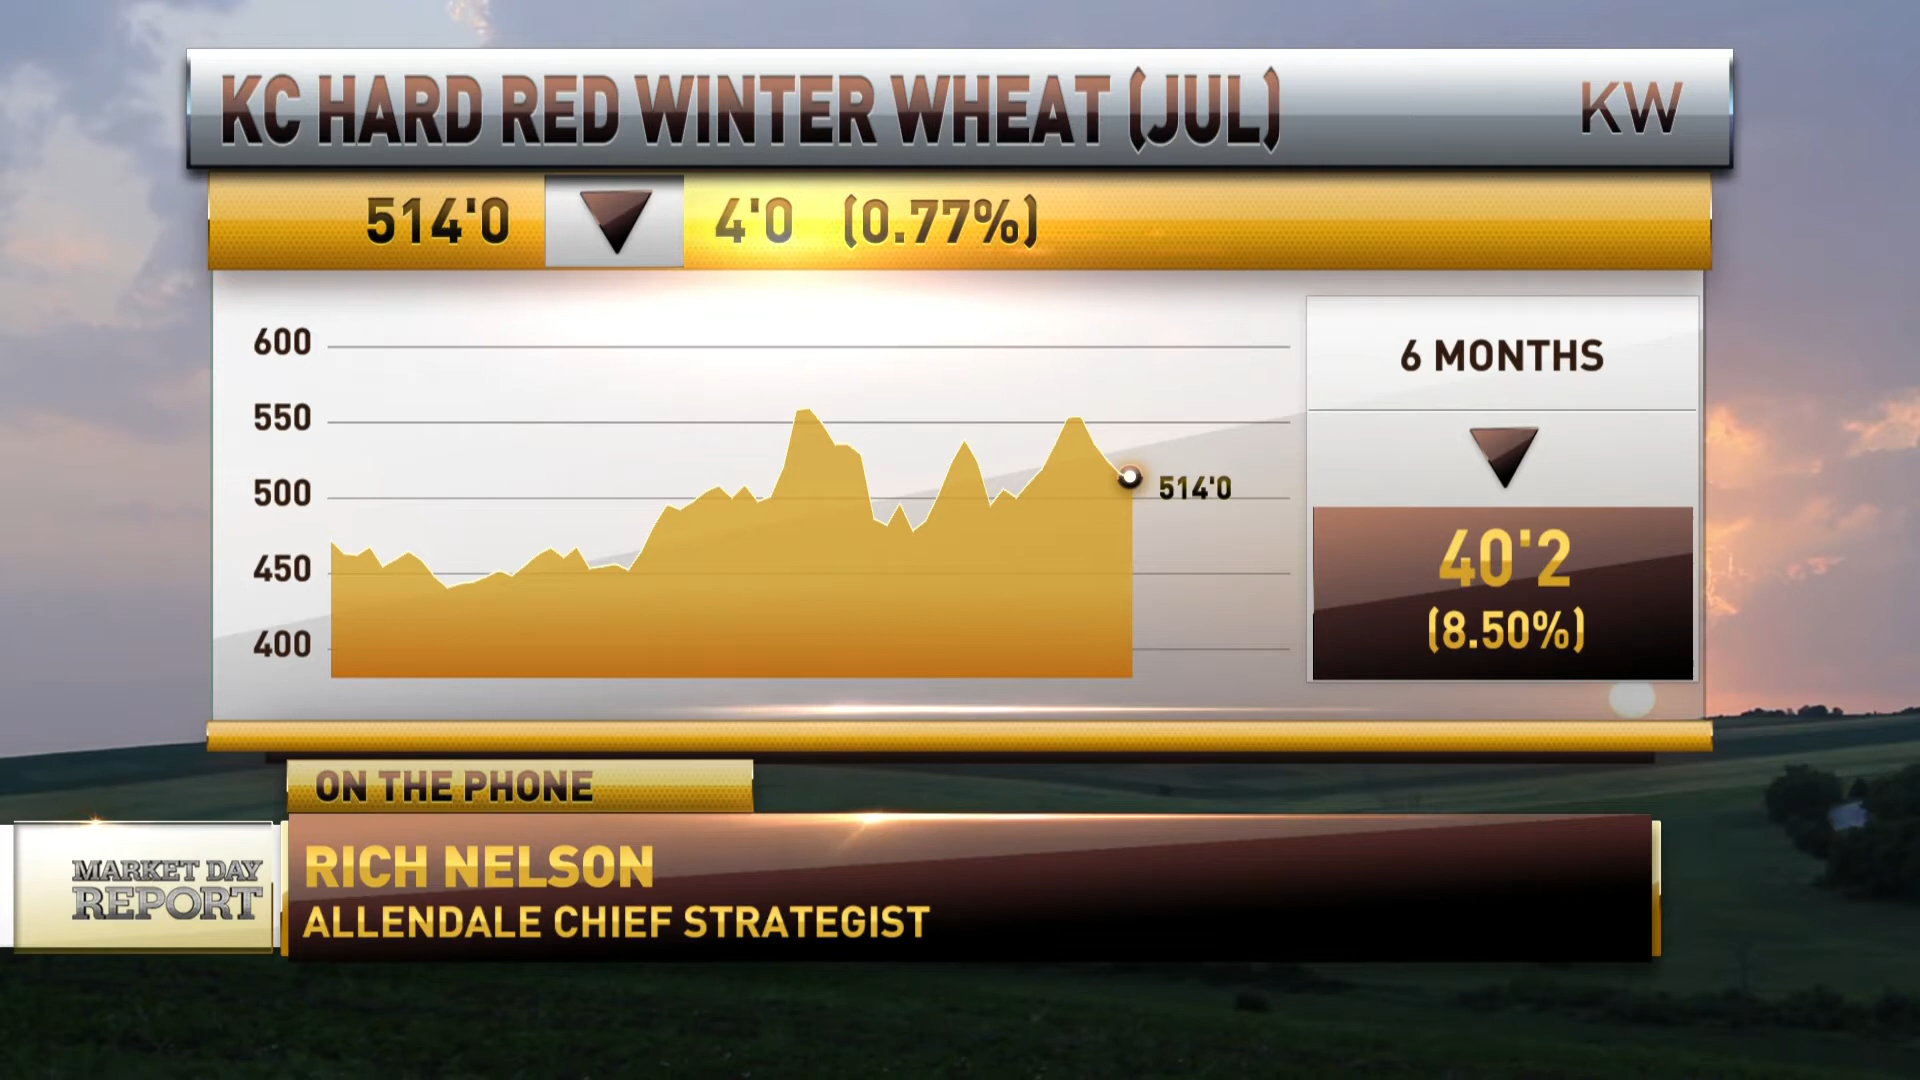 KC HARD RED WINTER WHEAT (JUL) KW
514'0 4'0 (0.77%)
600
550
500
450
400
514'0
6 MONTHS
40'2
(8.50%)
ON THE PHONE
MARKET DAY
REPORT
RICH NELSON
ALLENDALE CHIEF STRATEGIST